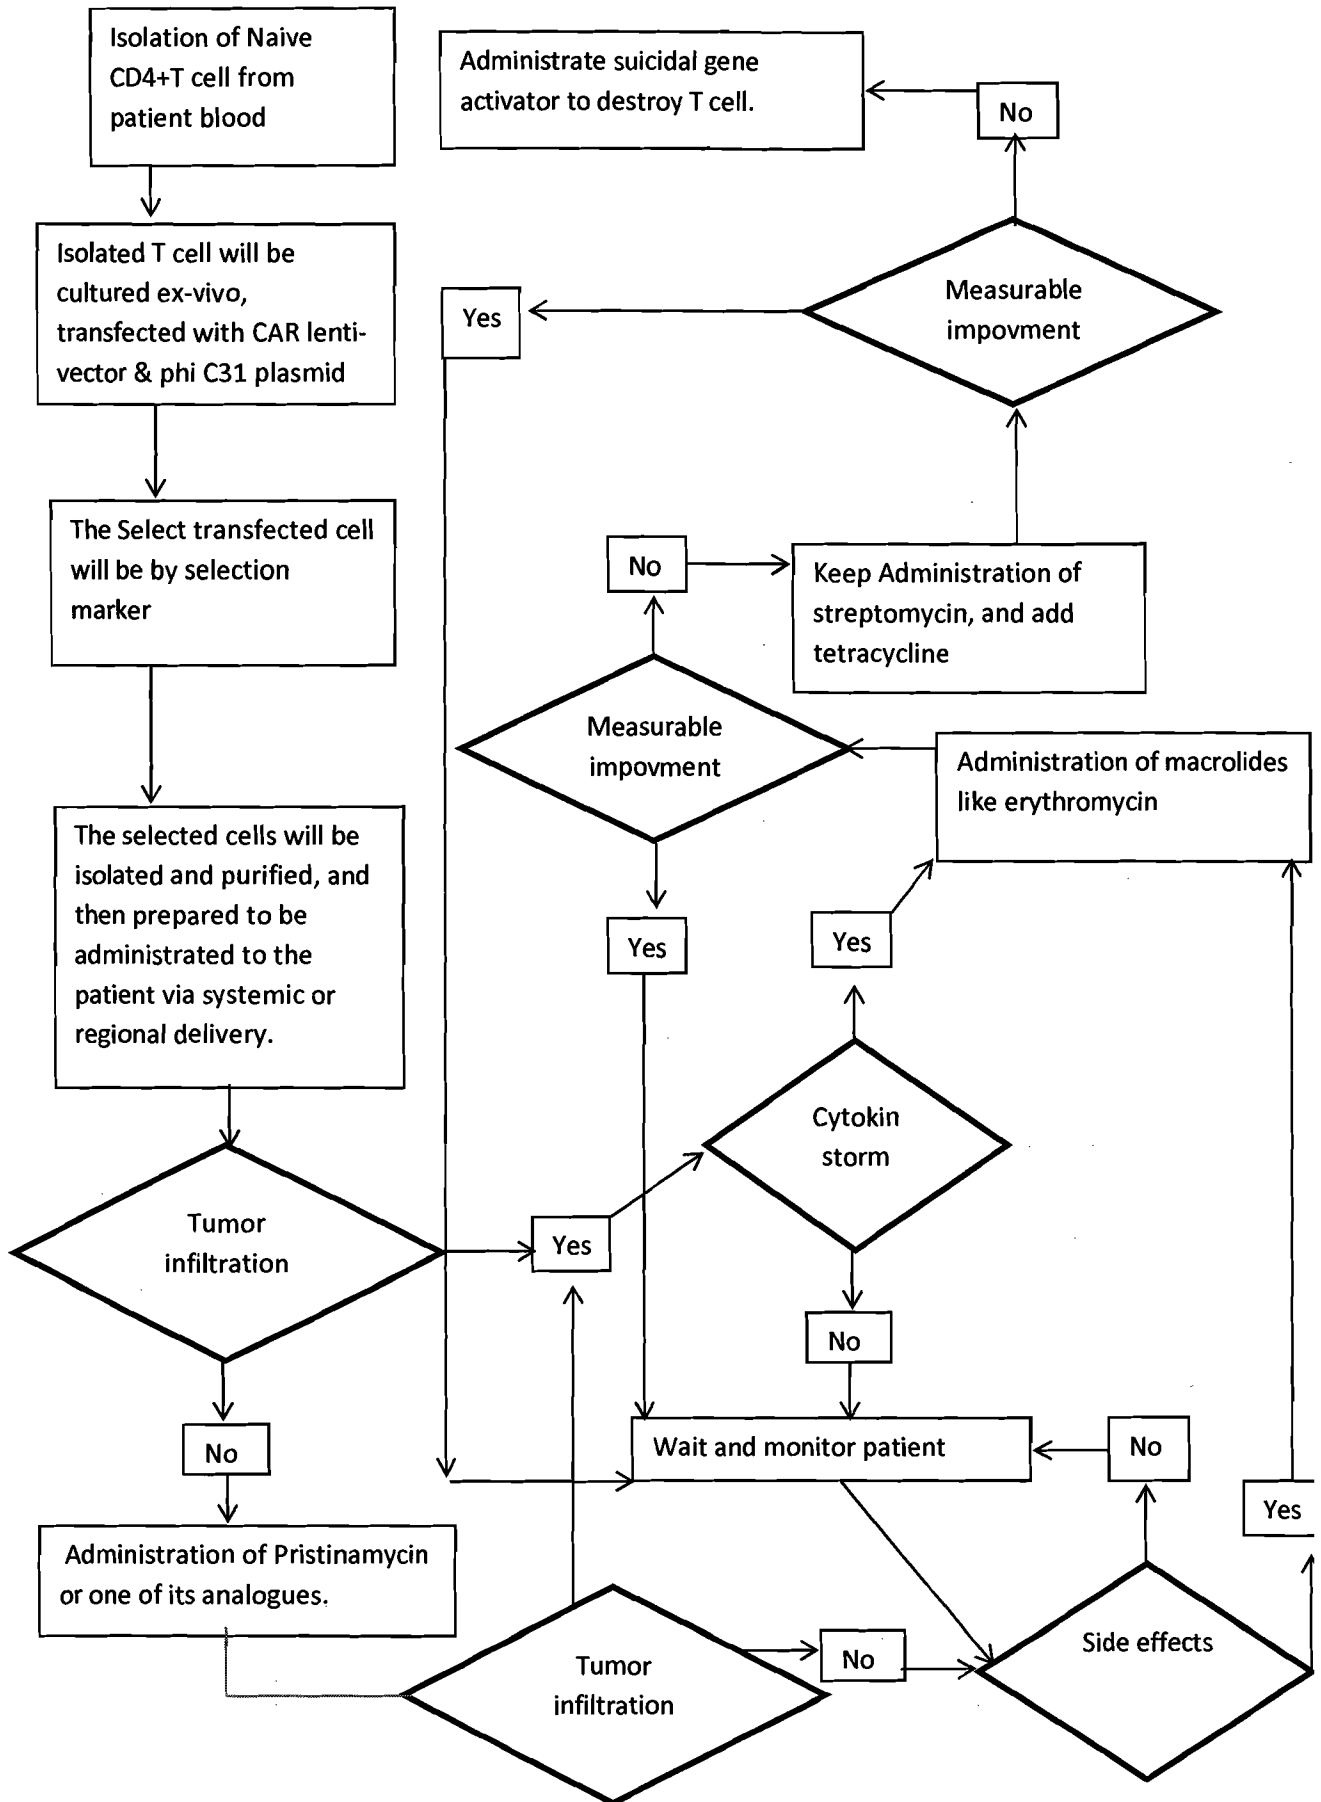 Isolation of Naive
CD4+T cell from
patient blood
Administrate suicidal gene
activator to destroy T cell.
No
Isolated T cell will be
cultured ex-vivo,
transfected with CAR lenti-
vector & phi C31 plasmid
Yes
Measurable
impovment
The Select transfected cell
will be by selection
marker
No
Keep Administration of
streptomycin, and add
tetracycline
Measurable
impovment
Administration of macrolides
like erythromycin
The selected cells will be
isolated and purified, and
then prepared to be
administrated to the
patient via systemic or
regional delivery.
Yes
Yes
Cytokin
storm
Tumor
infiltration
Yes
No
No
Wait and monitor patient
No
Yes
Administration of Pristinamycin
or one of its analogues.
Tumor
infiltration
No
Side effects